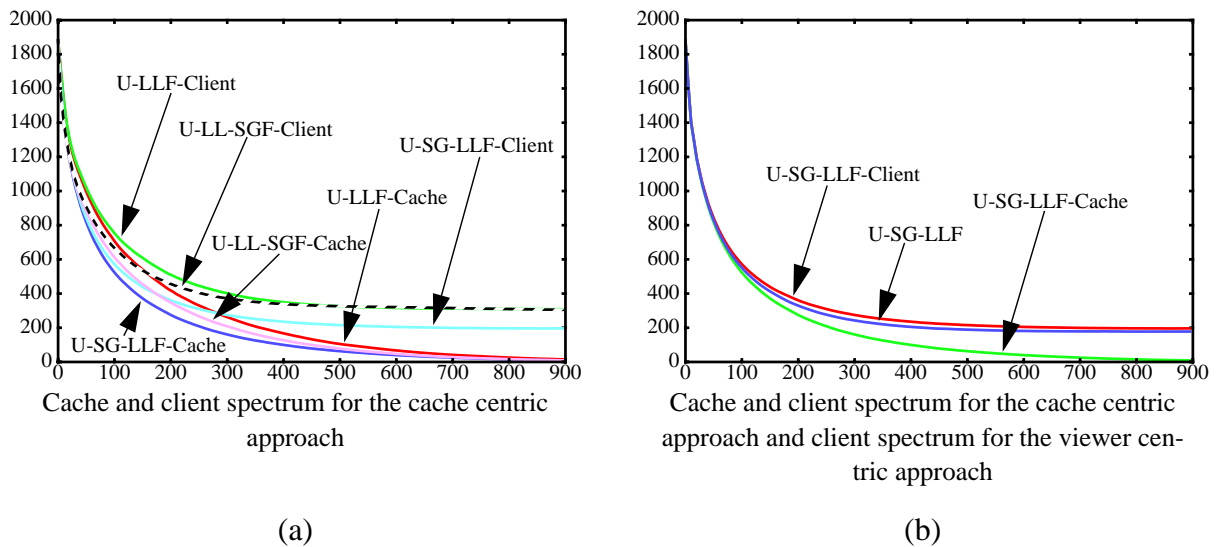 2000
1800
1600
1400
1200
1000
800
600
400
200
0
U-LLF-Client
U-LL-SGF-Client
U-SG-LLF-Client
U-LLF-Cache
U-LL-SGF-Cache
U-SG-LLF-Cache
0 100 200 300 400 500 600 700 800 900
Cache and client spectrum for the cache centric
approach
(a)
2000
1800
1600
1400
1200
1000
800
600
400
200
0
U-SG-LLF-Client
U-SG-LLF-Cache
U-SG-LLF
0 100 200 300 400 500 600 700 800 900
Cache and client spectrum for the cache centric
approach and client spectrum for the viewer cen-
tric approach
(b)